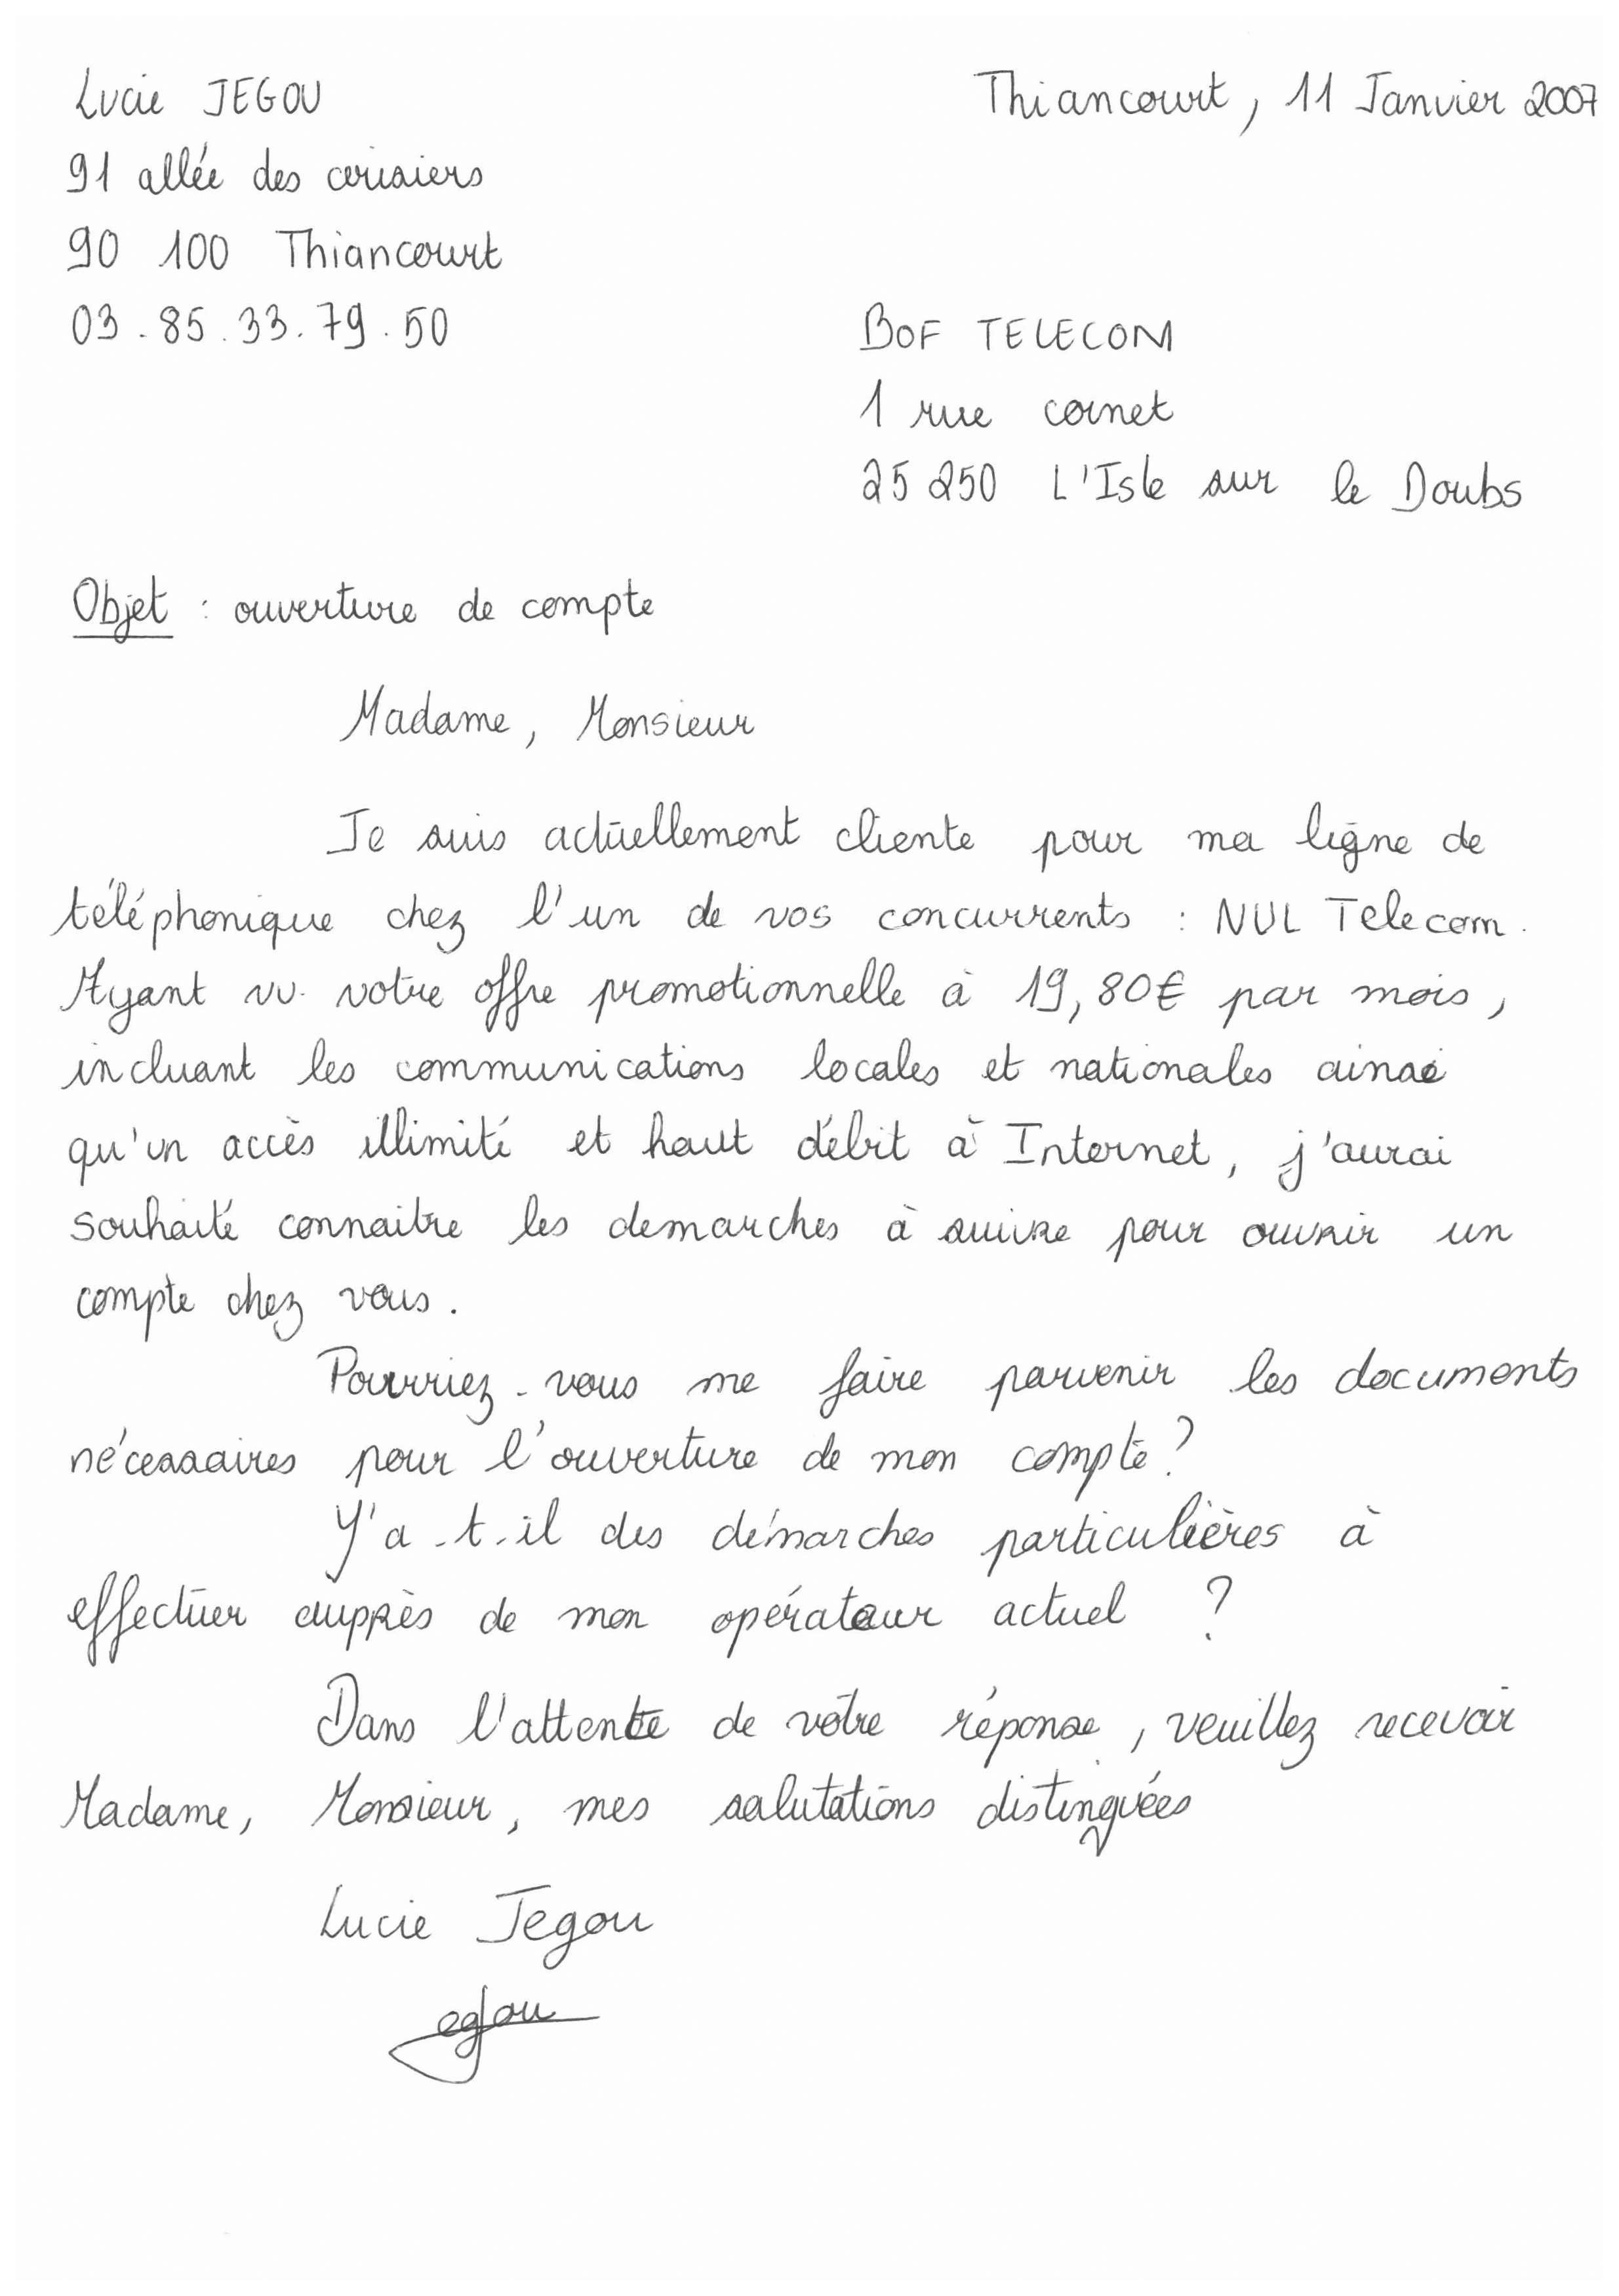 Lucie JEGOU
Thiancourt, 11 Janvier 2007
91 allée des cerisiers
90 100 Thiancourt
03.85.33.79.50
BOF TELECOM
1 rue cornet
25 250 L'Isle sur le Doubs
Objet : ouverture de compte
Madame, Monsieur
Je suis actuellement cliente pour ma ligne de
téléphonique chez l'un de vos concurrents : NUL Telecom.
Ayant vu votre offre promotionnelle à 19,80€ par mois,
incluant les communications locales et nationales ainsi
qu'un accès illimité et haut débit à Internet, j'aurai
souhaité connaitre les demarches à suivre pour ouvrir un
compte chez vous.
Pourriez-vous me faire parvenir les documents
nécessaires pour l'ouverture de mon compte ?
Y'a-t-il des démarches particulières à
effectuer auprès de mon opérateur actuel ?
Dans l'attente de votre réponse, veuillez recevoir
Madame, Monsieur, mes salutations distinguées
Lucie Jegou